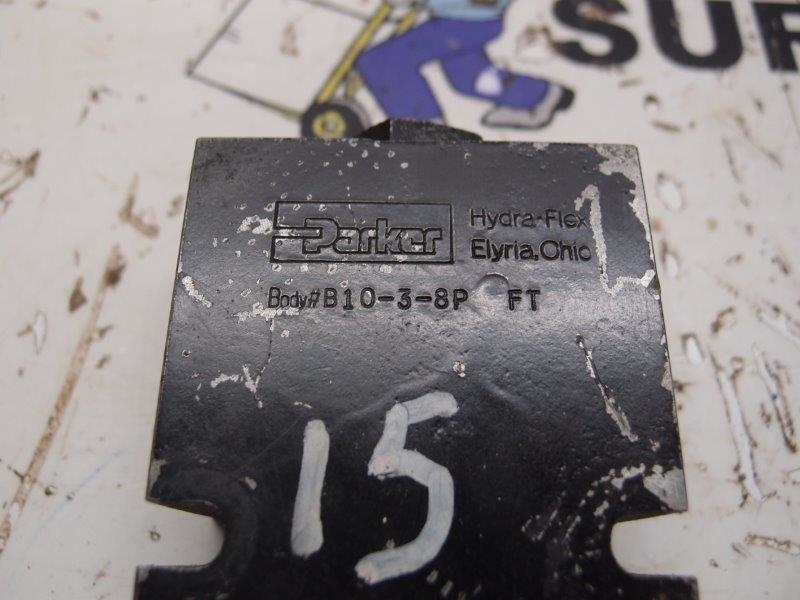 SUR
Parker
Hydra-Flex
Elyria, Ohio
Body# B10-3-8P FT
15